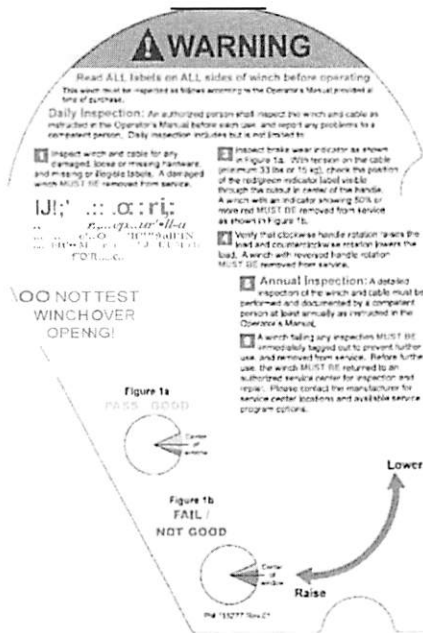 WARNING
Read ALL labels on ALL sides of winch before operating
This winch must be inspected as follows according to the Operator's Manual provided at
time of purchase.
Daily Inspection: An authorized person shall inspect the winch and cable as
instructed in the Operator's Manual before each use, and report any problems to a
competent person. Daily inspection includes but is not limited to:
1 Inspect winch and cable for any
damaged, loose or missing hardware,
and missing or illegible labels. A damaged
winch MUST BE removed from service.
OO NOTTEST
WINCHOVER
OPENNG!
3 Inspect brake wear indicator as shown
in Figure 1a. With tension on the cable
(minimum 33 lbs or 15 kg), check the position
of the red/green indicator label visible
through the cutout in center of the handle.
A winch with an indicator showing 50% or
more red MUST BE removed from service
as shown in Figure 1b.
4 Verify that clockwise handle rotation raises the
load and counterclockwise rotation lowers the
load. A winch with reversed handle rotation
MUST BE removed from service.
5 Annual Inspection: A detailed
inspection of the winch and cable must be
performed and documented by a competent
person at least annually as instructed in the
Operator's Manual.
6 A winch failing any inspection MUST BE
immediately tagged out to prevent further
use, and removed from service. Before further
use, the winch MUST BE returned to an
authorized service center for inspection and
repair. Please contact the manufacturer for
service center locations and available service
program options.
Figure 1a
PASS GOOD
Center
of
window
Figure 1b
FAIL /
NOT GOOD
Center
of
window
Lower
Raise